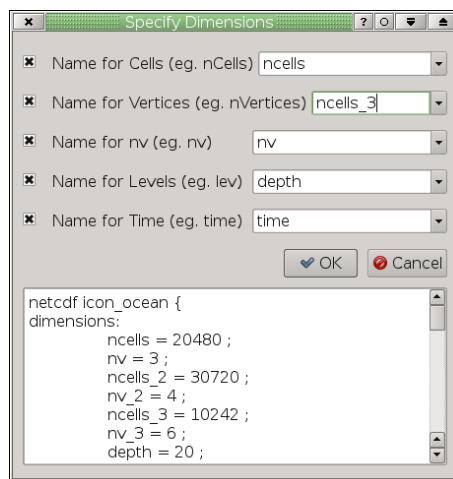 Specify Dimensions
Name for Cells (eg. nCells) ncells
Name for Vertices (eg. nVertices) ncells_3
Name for nv (eg. nv) nv
Name for Levels (eg. lev) depth
Name for Time (eg. time) time
OK Cancel
netcdf icon_ocean {
dimensions:
ncells = 20480 ;
nv = 3 ;
ncells_2 = 30720 ;
nv_2 = 4 ;
ncells_3 = 10242 ;
nv_3 = 6 ;
depth = 20 ;